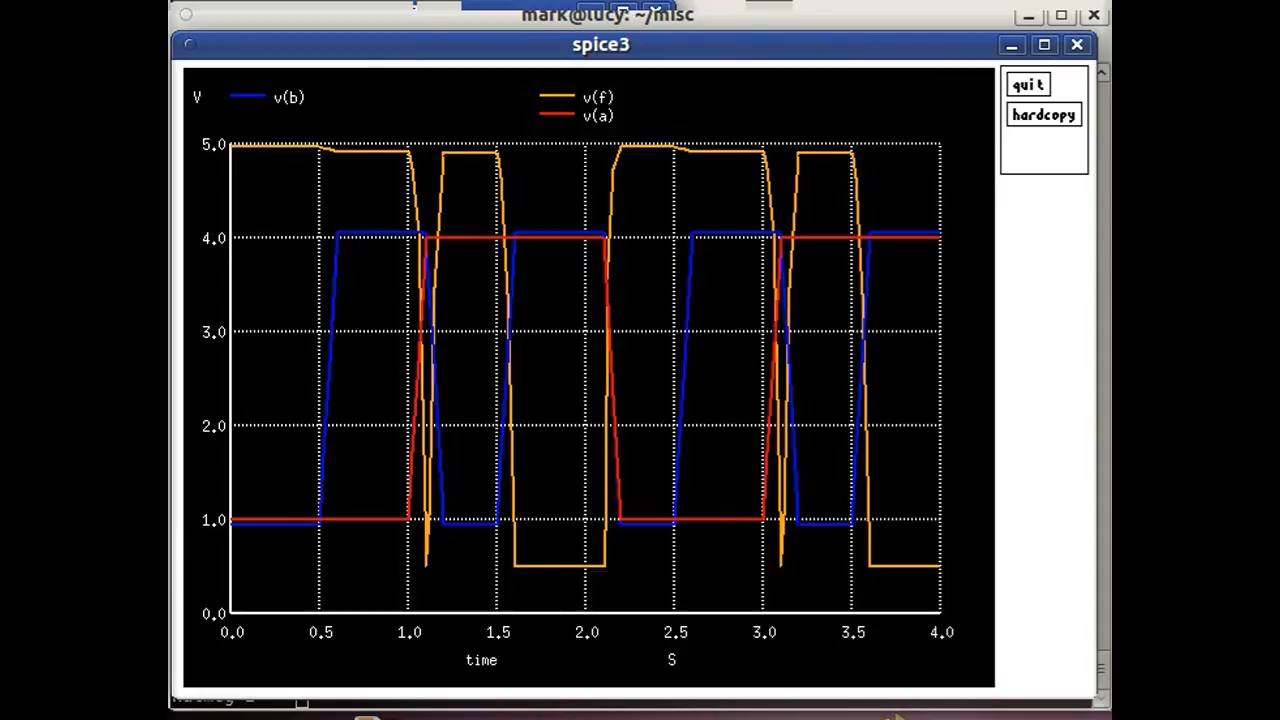 mark@lucy: ~/misc
spice3
quit
hardcopy
V v(b) v(f)
v(a)
5.0
4.0
3.0
2.0
1.0
0.0
0.0 0.5 1.0 1.5 2.0 2.5 3.0 3.5 4.0
time S